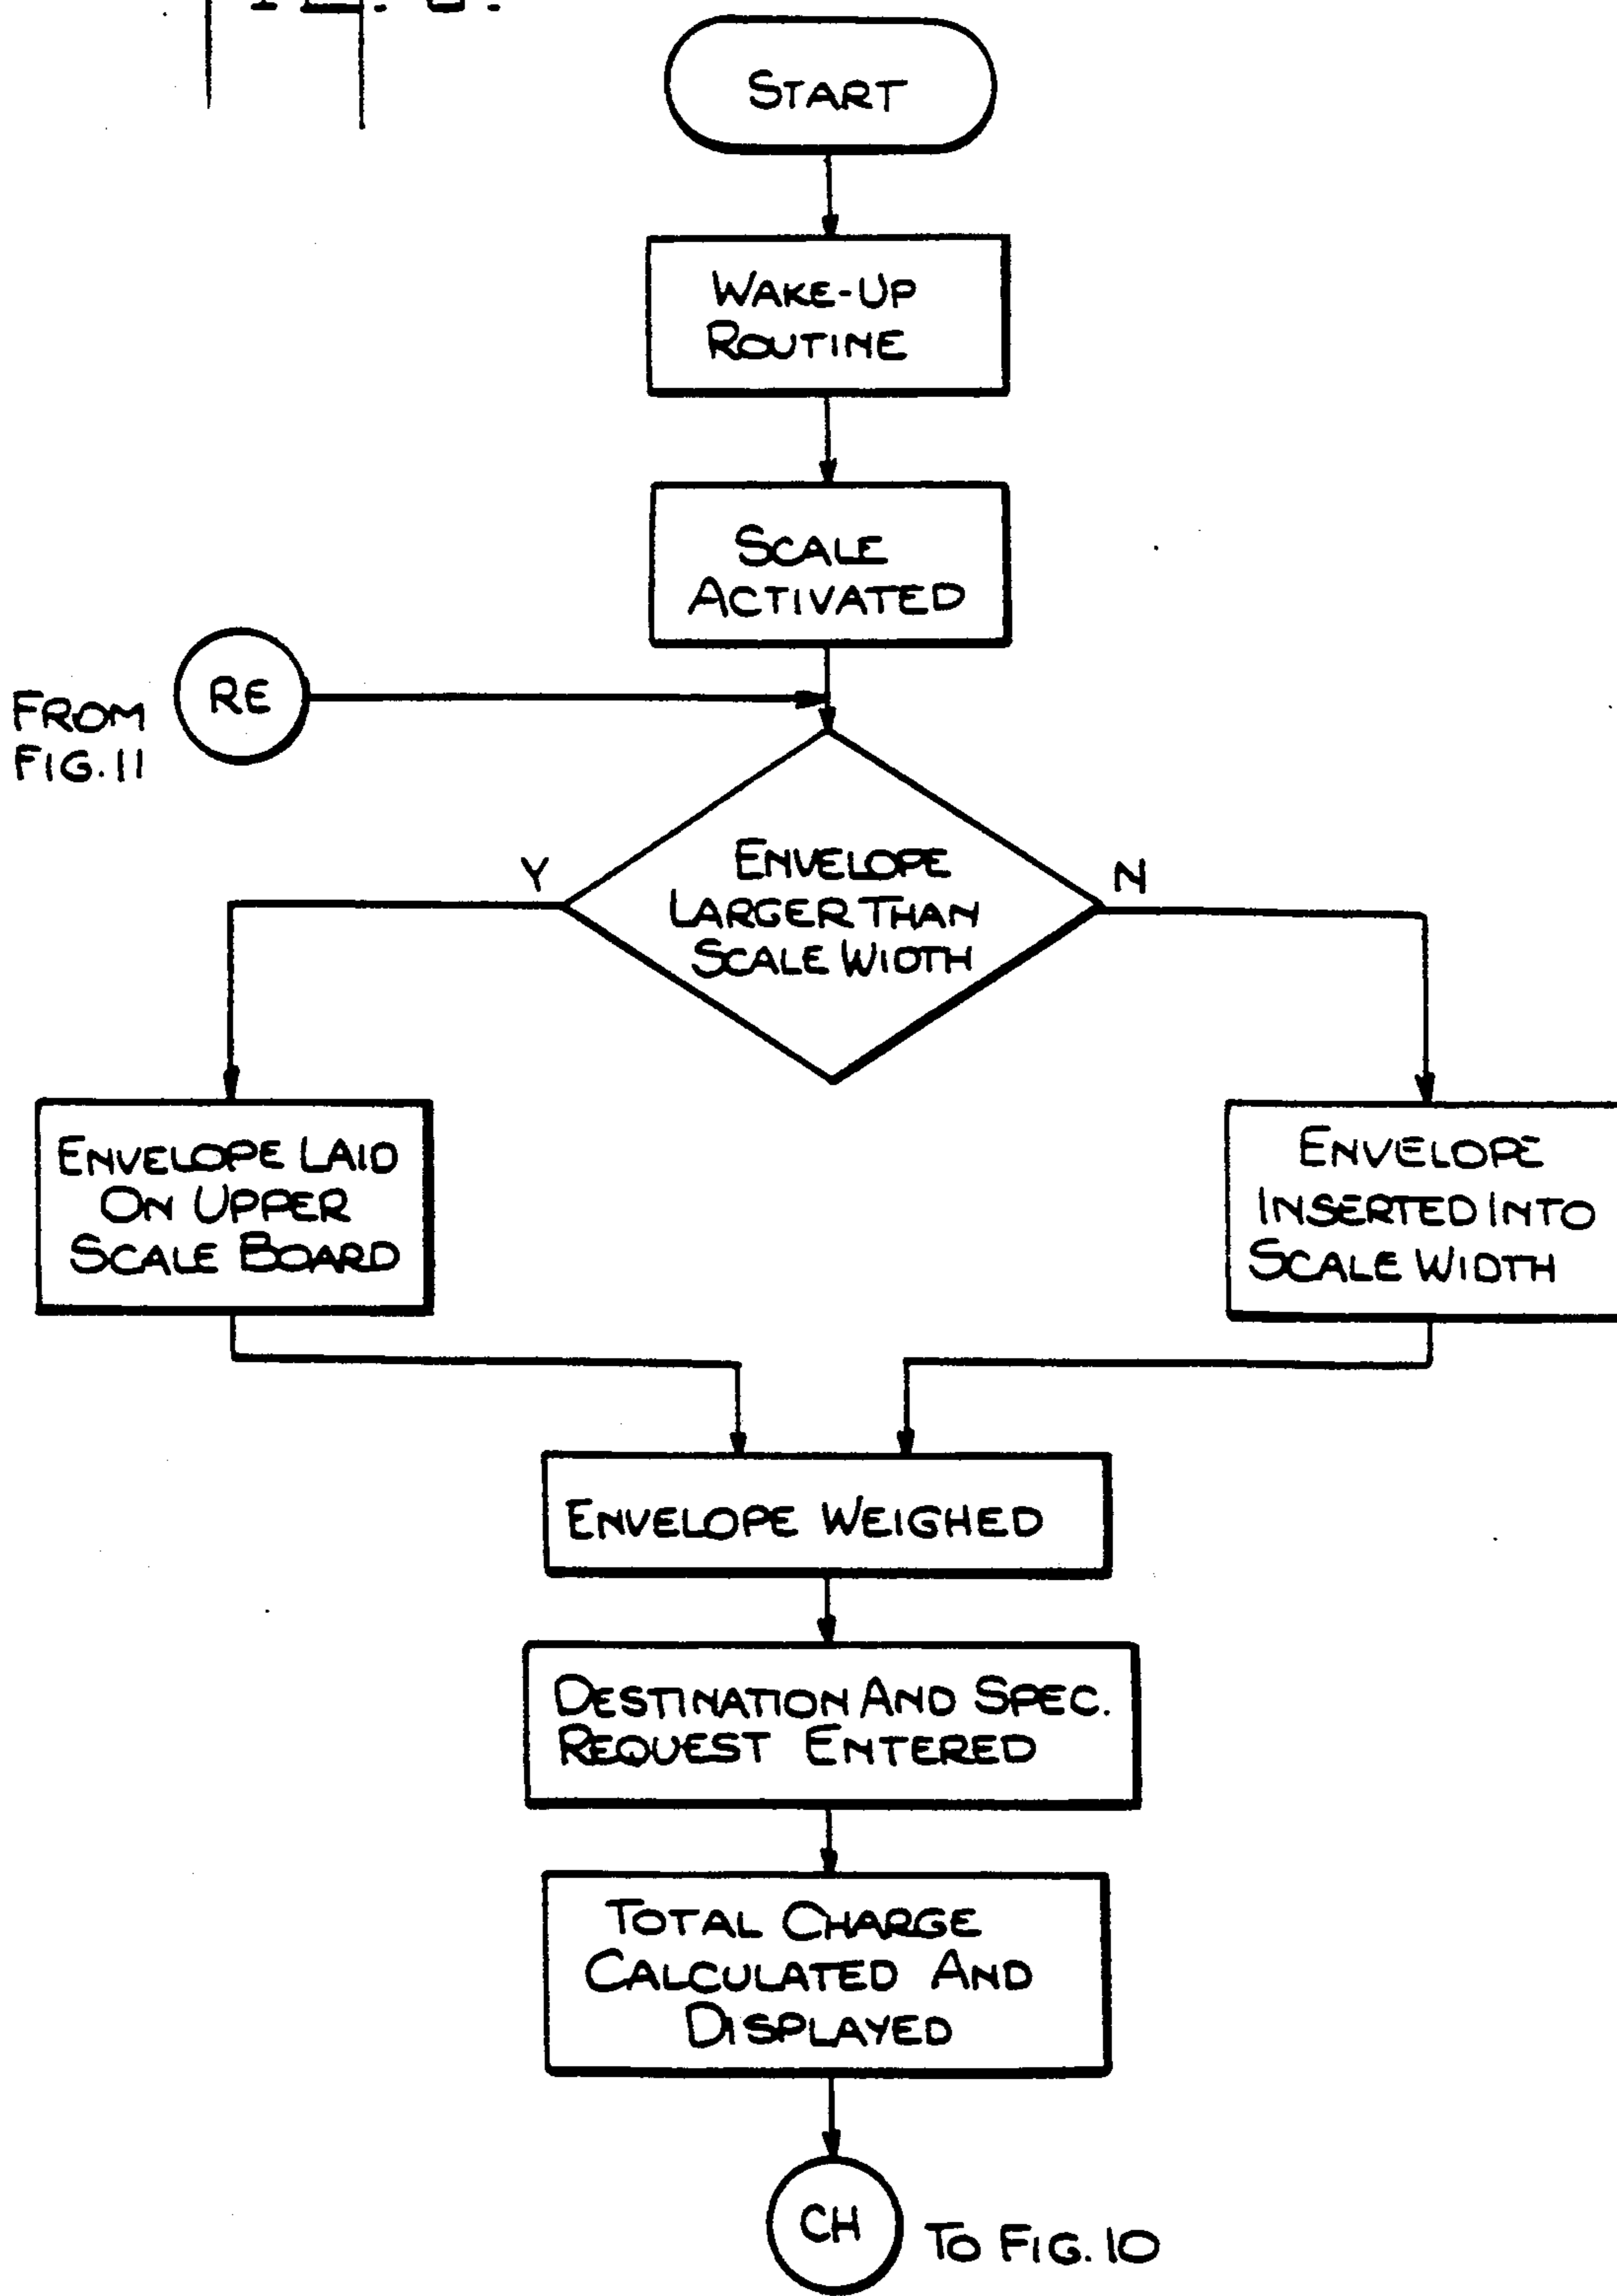 START
WAKE-UP
ROUTINE
SCALE
ACTIVATED
RE
FROM
FIG. 11
ENVELOPE
LARGER THAN
SCALE WIDTH
Y
N
ENVELOPE LAID
ON UPPER
SCALE BOARD
ENVELOPE
INSERTED INTO
SCALE WIDTH
ENVELOPE WEIGHED
DESTINATION AND SPEC.
REQUEST ENTERED
TOTAL CHARGE
CALCULATED AND
DISPLAYED
CH
TO FIG. 10